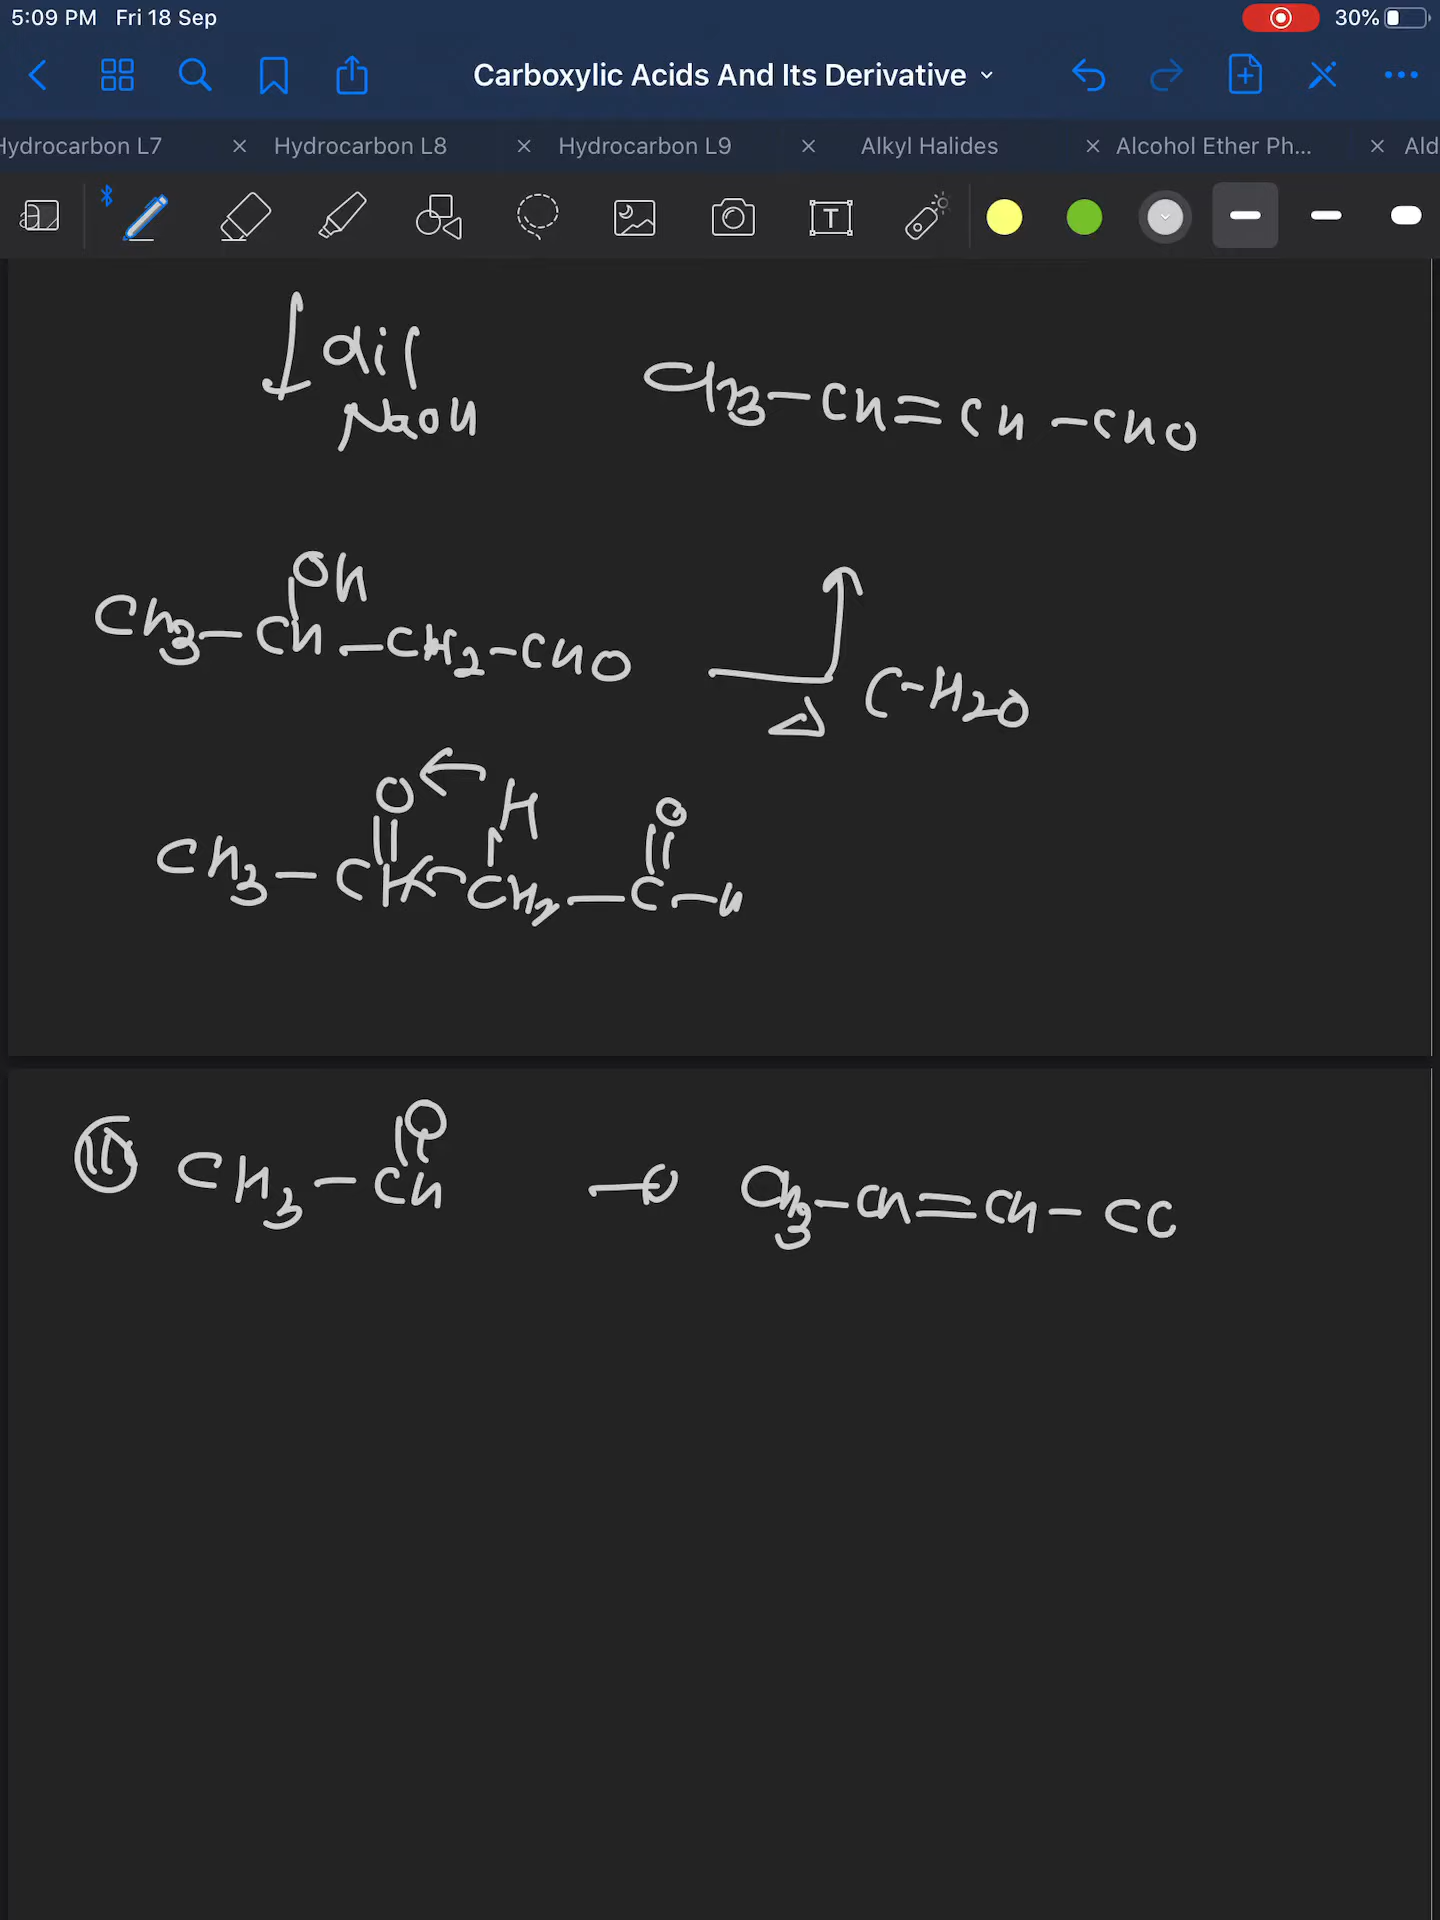 5:09 PM Fri 18 Sep 30%
Carboxylic Acids And Its Derivative
Hydrocarbon L7 × Hydrocarbon L8 × Hydrocarbon L9 × Alkyl Halides × Alcohol Ether Ph... × Ald
T
dil
NaOH
CH3-CH=CH-CHO
OH
CH3-CH-CH2-CHO
Δ (-H2O
O H O
CH3-CH-CH2-C-H
11 CH3-CH → CH3-CH=CH-CC
O